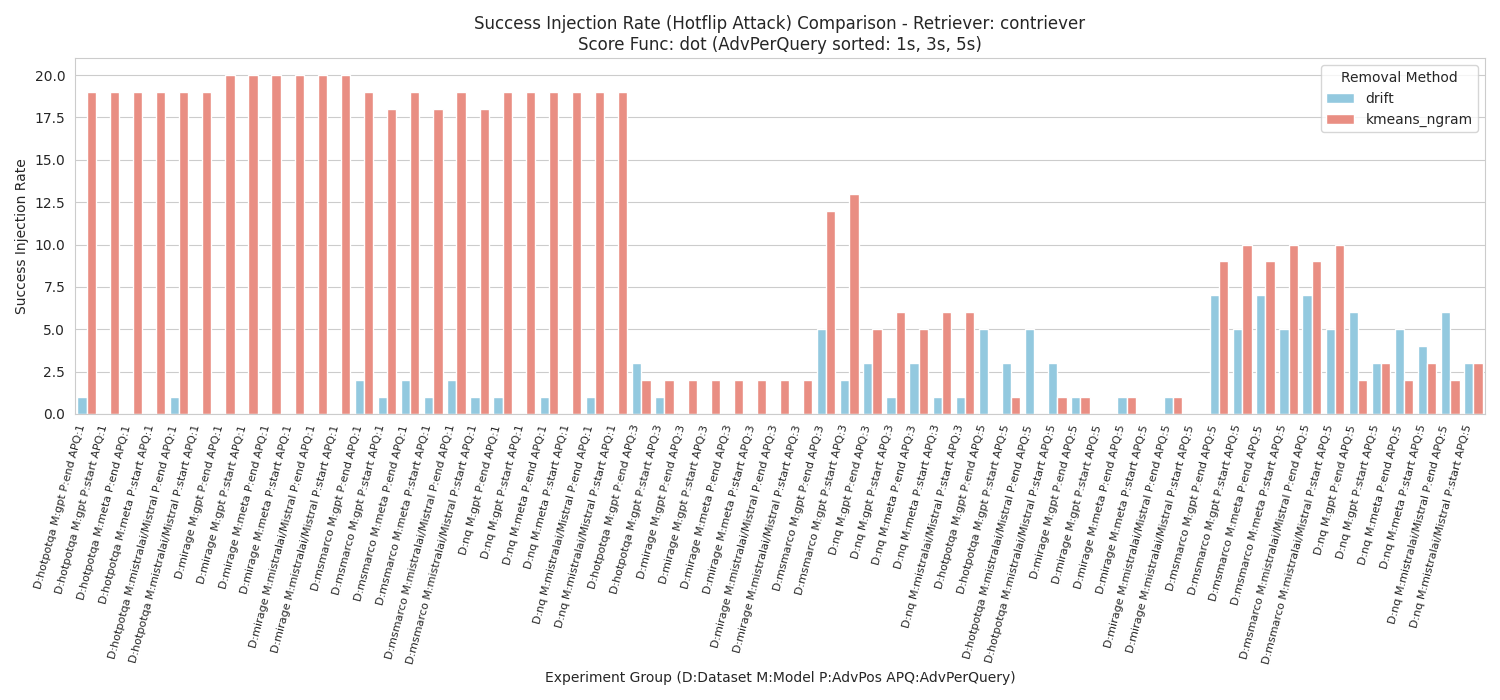 Success Injection Rate (Hotflip Attack) Comparison - Retriever: contriever
Score Func: dot (AdvPerQuery sorted: 1s, 3s, 5s)
Removal Method
drift
kmeans_ngram
Success Injection Rate
20.0
17.5
15.0
12.5
10.0
7.5
5.0
2.5
0.0
D:hotpotqa M:gpt P:end APQ:1
D:hotpotqa M:gpt P:start APQ:1
D:hotpotqa M:meta P:end APQ:1
D:hotpotqa M:meta P:start APQ:1
D:hotpotqa M:mistralai/Mistral P:end APQ:1
D:hotpotqa M:mistralai/Mistral P:start APQ:1
D:mirage M:gpt P:end APQ:1
D:mirage M:gpt P:start APQ:1
D:mirage M:meta P:end APQ:1
D:mirage M:meta P:start APQ:1
D:mirage M:mistralai/Mistral P:end APQ:1
D:mirage M:mistralai/Mistral P:start APQ:1
D:msmarco M:gpt P:end APQ:1
D:msmarco M:gpt P:start APQ:1
D:msmarco M:meta P:end APQ:1
D:msmarco M:meta P:start APQ:1
D:msmarco M:mistralai/Mistral P:end APQ:1
D:msmarco M:mistralai/Mistral P:start APQ:1
D:nq M:gpt P:end APQ:1
D:nq M:gpt P:start APQ:1
D:nq M:meta P:end APQ:1
D:nq M:meta P:start APQ:1
D:nq M:mistralai/Mistral P:end APQ:1
D:nq M:mistralai/Mistral P:start APQ:1
D:hotpotqa M:gpt P:end APQ:3
D:hotpotqa M:gpt P:start APQ:3
D:mirage M:gpt P:end APQ:3
D:mirage M:gpt P:start APQ:3
D:mirage M:meta P:end APQ:3
D:mirage M:meta P:start APQ:3
D:mirage M:mistralai/Mistral P:end APQ:3
D:mirage M:mistralai/Mistral P:start APQ:3
D:msmarco M:gpt P:end APQ:3
D:msmarco M:gpt P:start APQ:3
D:nq M:gpt P:end APQ:3
D:nq M:gpt P:start APQ:3
D:nq M:meta P:end APQ:3
D:nq M:meta P:start APQ:3
D:nq M:mistralai/Mistral P:start APQ:3
D:hotpotqa M:gpt P:end APQ:5
D:hotpotqa M:gpt P:start APQ:5
D:hotpotqa M:mistralai/Mistral P:end APQ:5
D:hotpotqa M:mistralai/Mistral P:start APQ:5
D:mirage M:gpt P:end APQ:5
D:mirage M:gpt P:start APQ:5
D:mirage M:meta P:end APQ:5
D:mirage M:meta P:start APQ:5
D:mirage M:mistralai/Mistral P:end APQ:5
D:mirage M:mistralai/Mistral P:start APQ:5
D:msmarco M:gpt P:end APQ:5
D:msmarco M:gpt P:start APQ:5
D:msmarco M:meta P:end APQ:5
D:msmarco M:meta P:start APQ:5
D:msmarco M:mistralai/Mistral P:end APQ:5
D:msmarco M:mistralai/Mistral P:start APQ:5
D:nq M:gpt P:end APQ:5
D:nq M:gpt P:start APQ:5
D:nq M:meta P:end APQ:5
D:nq M:meta P:start APQ:5
D:nq M:mistralai/Mistral P:end APQ:5
D:nq M:mistralai/Mistral P:start APQ:5
Experiment Group (D:Dataset M:Model P:AdvPos APQ:AdvPerQuery)